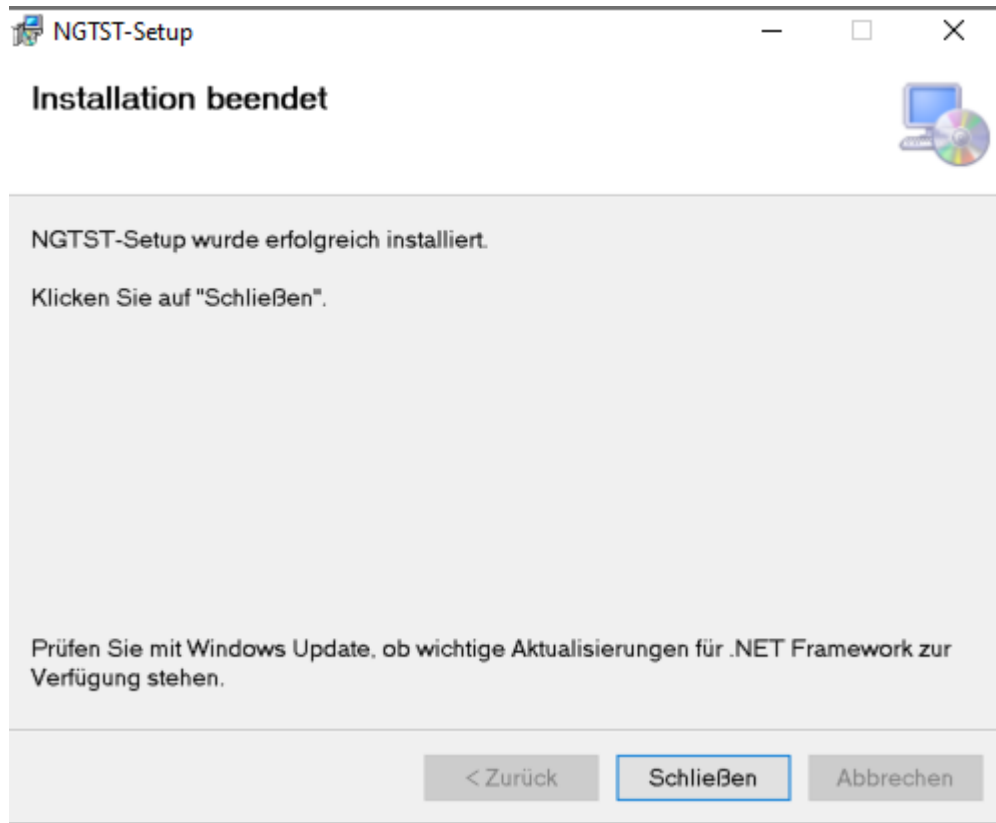 NGTST-Setup
Installation beendet
NGTST-Setup wurde erfolgreich installiert.
Klicken Sie auf "Schließen".
Prüfen Sie mit Windows Update, ob wichtige Aktualisierungen für .NET Framework zur
Verfügung stehen.
< Zurück
Schließen
Abbrechen